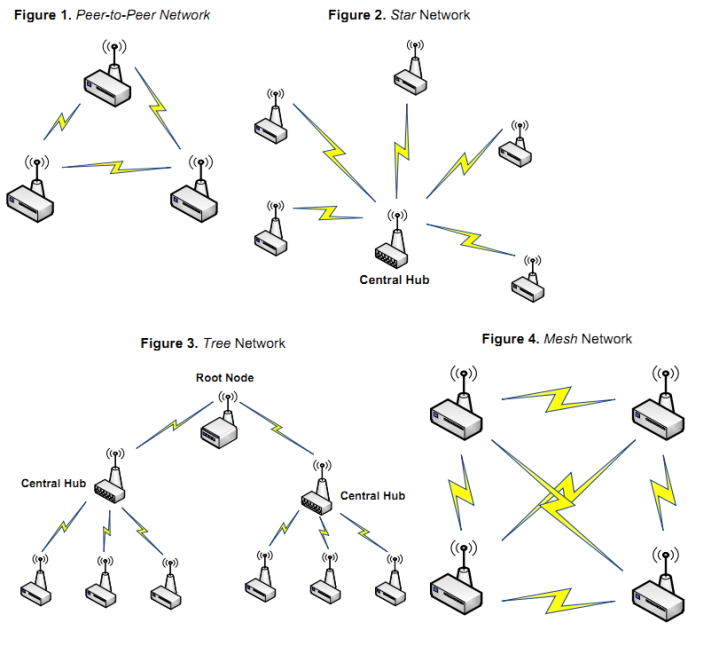 Figure 1. Peer-to-Peer Network
Figure 2. Star Network
Central Hub
Figure 3. Tree Network
Root Node
Central Hub
Central Hub
Figure 4. Mesh Network